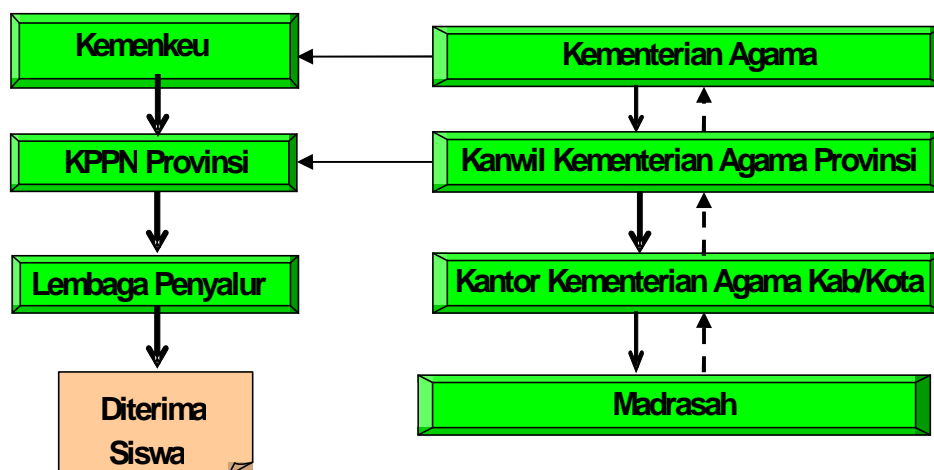 Kemenkeu
Kementerian Agama
KPPN Provinsi
Kanwil Kementerian Agama Provinsi
Lembaga Penyalur
Kantor Kementerian Agama Kab/Kota
Diterima
Siswa
Madrasah